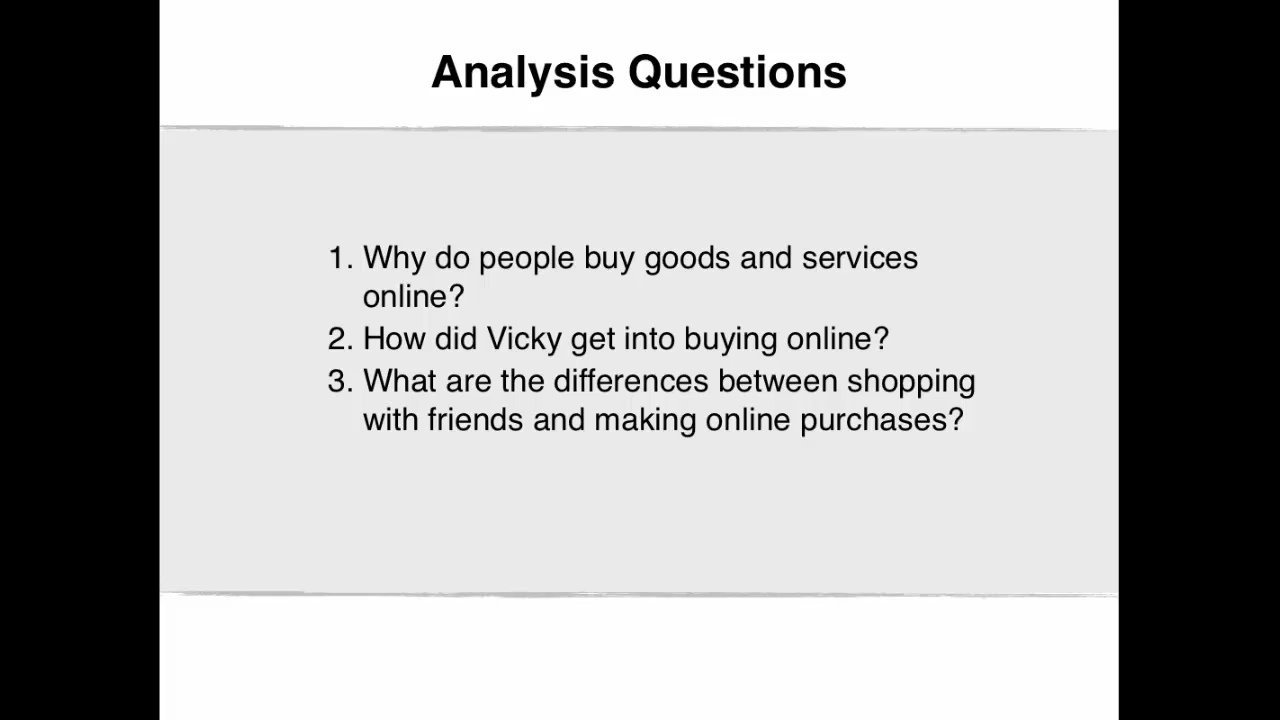 Analysis Questions
1. Why do people buy goods and services
online?
2. How did Vicky get into buying online?
3. What are the differences between shopping
with friends and making online purchases?